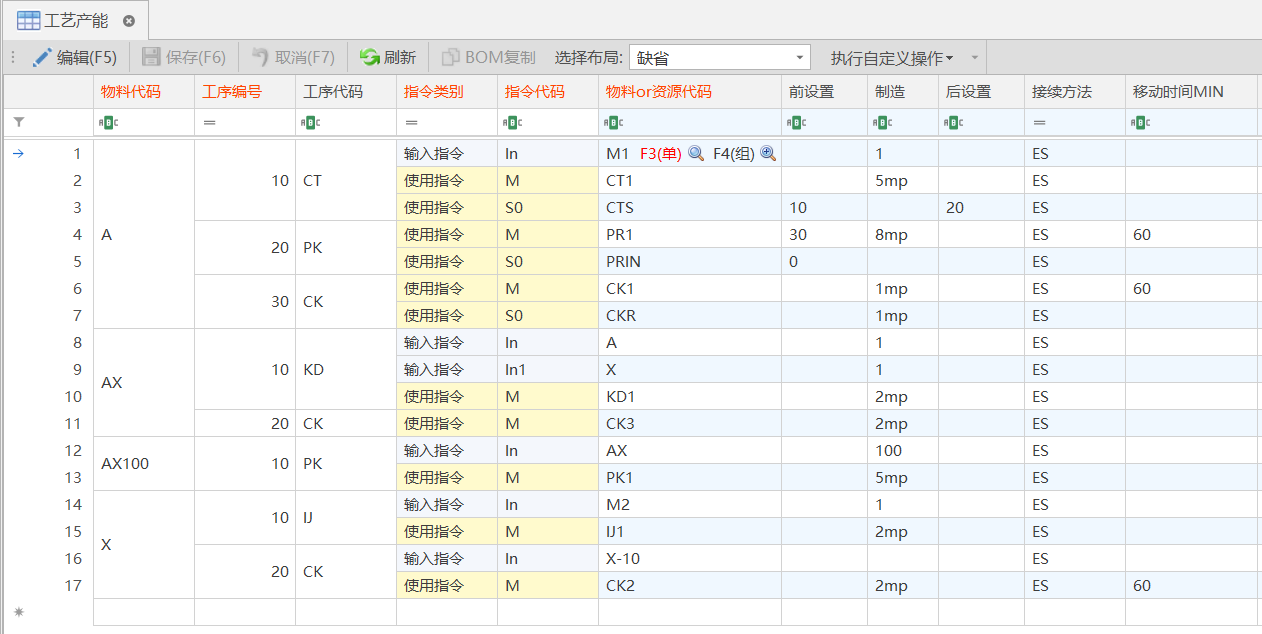 工艺产能
编辑(F5) 保存(F6) 取消(F7) 刷新 BOM复制 选择布局: 缺省 执行自定义操作
物料代码 工序编号 工序代码 指令类别 指令代码 物料or资源代码 前设置 制造 后设置 接续方法 移动时间MIN
ABC = ABC = ABC ABC ABC ABC ABC = ABC
1 输入指令 In M1 F3(单) F4(组) 1 ES
2 10 CT 使用指令 M CT1 5mp ES
3 使用指令 S0 CTS 10 20 ES
4 A 使用指令 M PR1 30 8mp ES 60
5 20 PK 使用指令 S0 PRIN 0 ES
6 使用指令 M CK1 1mp ES 60
7 30 CK 使用指令 S0 CKR 1mp ES
8 输入指令 In A 1 ES
9 10 KD 输入指令 In1 X 1 ES
10 AX 使用指令 M KD1 2mp ES
11 20 CK 使用指令 M CK3 2mp ES
12 输入指令 In AX 100 ES
13 AX100 10 PK 使用指令 M PK1 5mp ES
14 输入指令 In M2 1 ES
15 10 IJ 使用指令 M IJ1 2mp ES
16 X 输入指令 In X-10 ES
17 20 CK 使用指令 M CK2 2mp ES 60